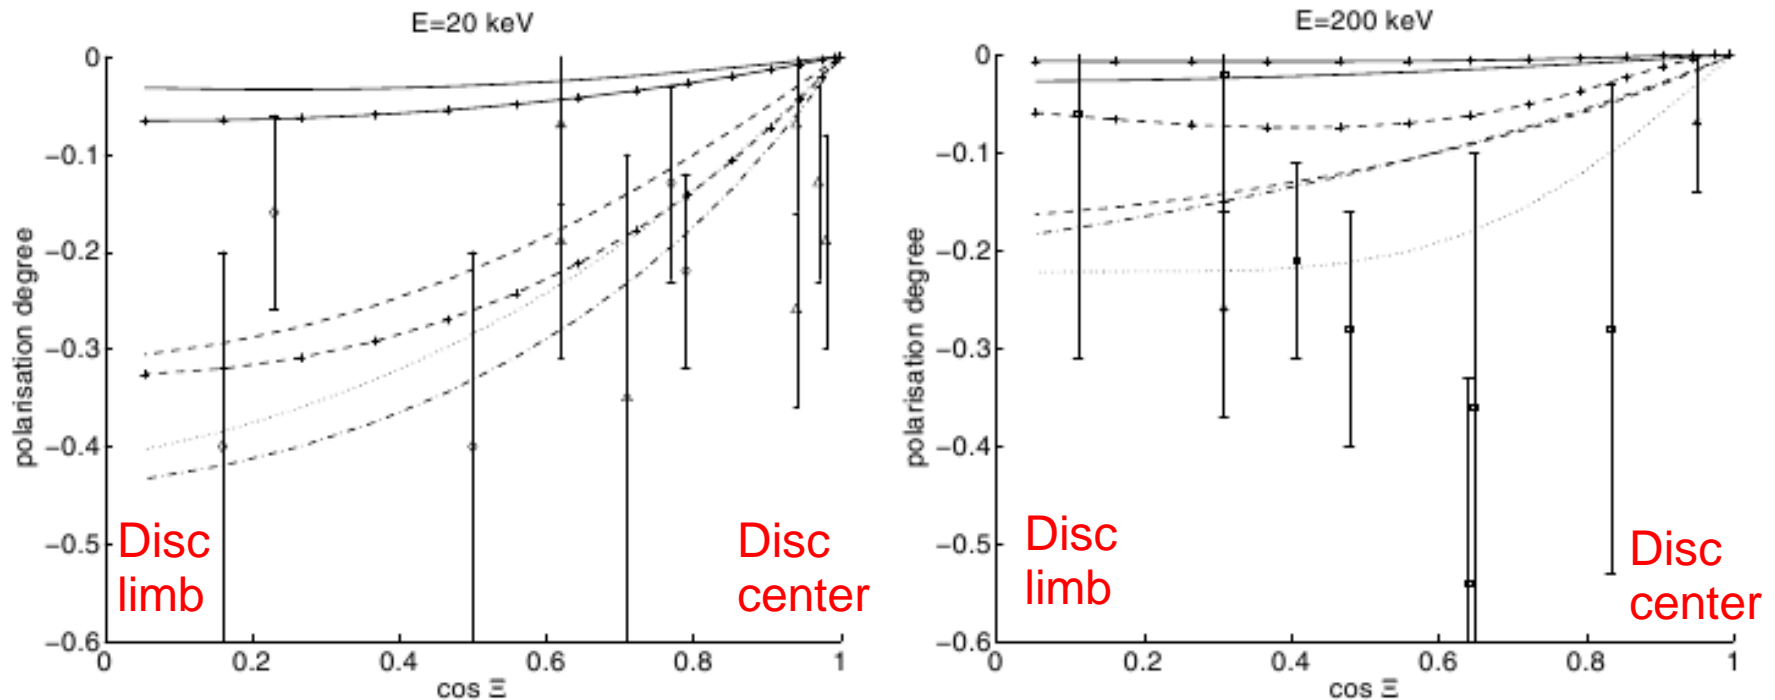 E=20 keV
0
−0.1
−0.2
−0.3
−0.4
−0.5
−0.6
polarisation degree
Disc
limb
Disc
center
0
0.2
0.4
0.6
0.8
1
cos Ξ
E=200 keV
0
−0.1
−0.2
−0.3
−0.4
−0.5
−0.6
polarisation degree
Disc
limb
Disc
center
0
0.2
0.4
0.6
0.8
1
cos Ξ